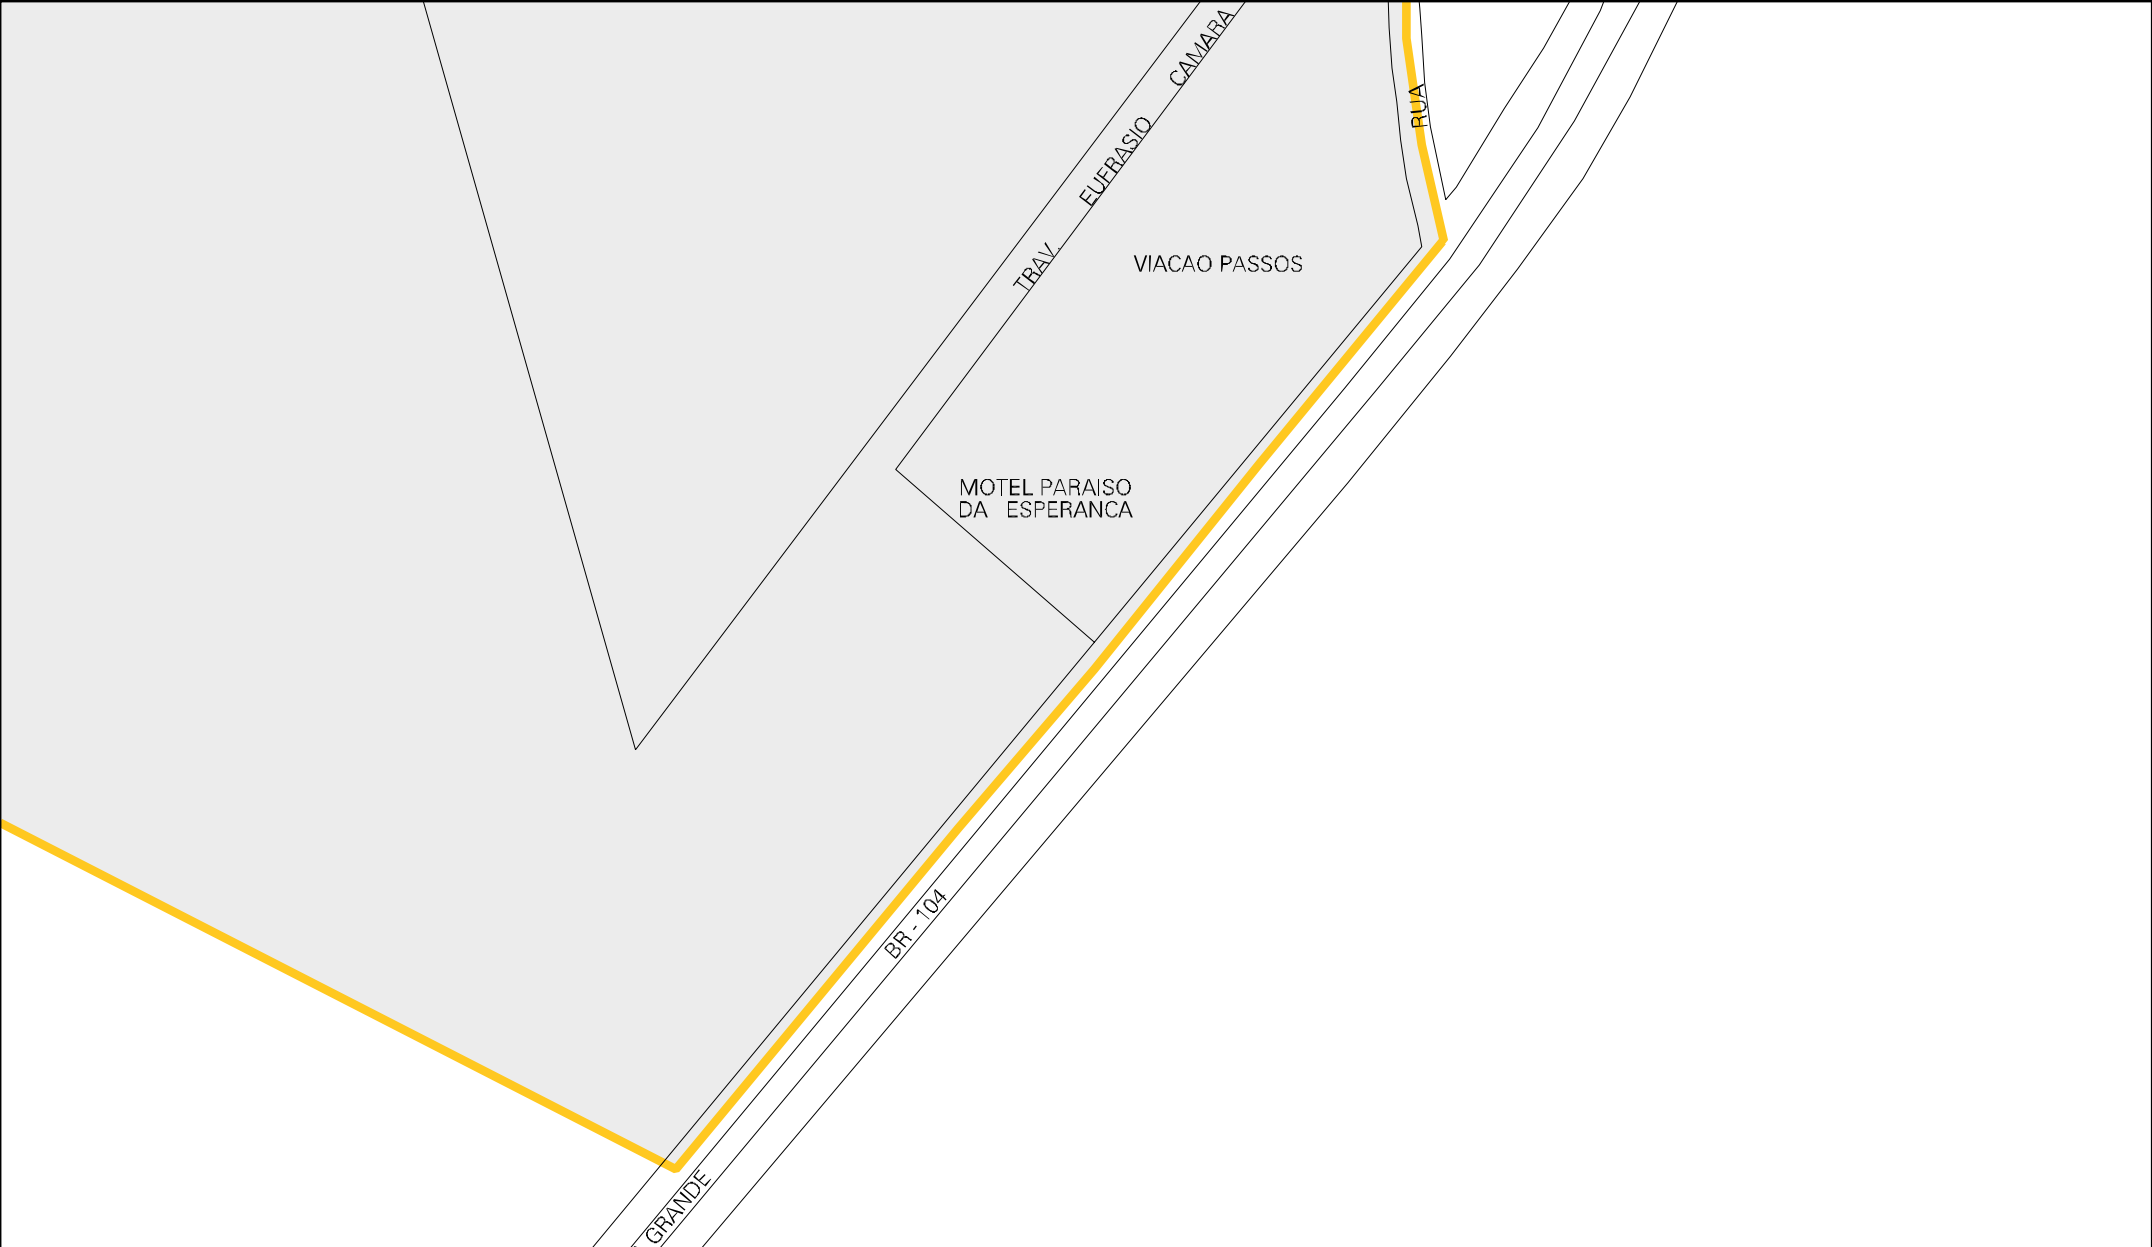 TRAV. EUFRASIO CAMARA
RUA
VIACAO PASSOS
MOTEL PARAISO
DA ESPERANCA
BR - 104
GRANDE